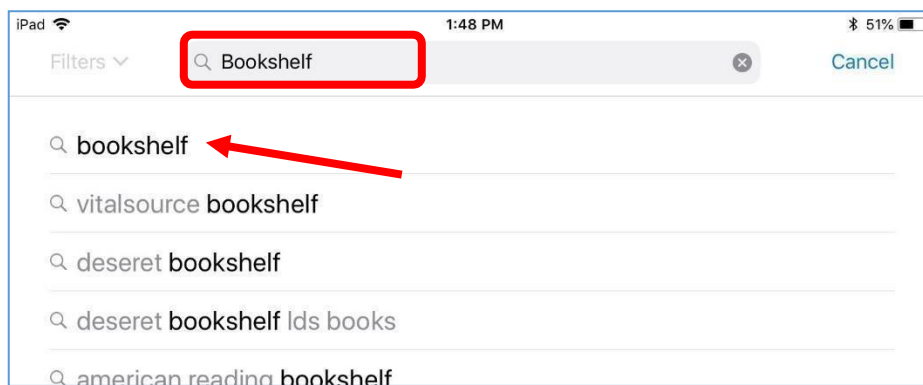 iPad 1:48 PM 51%
Filters Bookshelf Cancel
bookshelf
vitalsource bookshelf
deseret bookshelf
deseret bookshelf lds books
american reading bookshelf